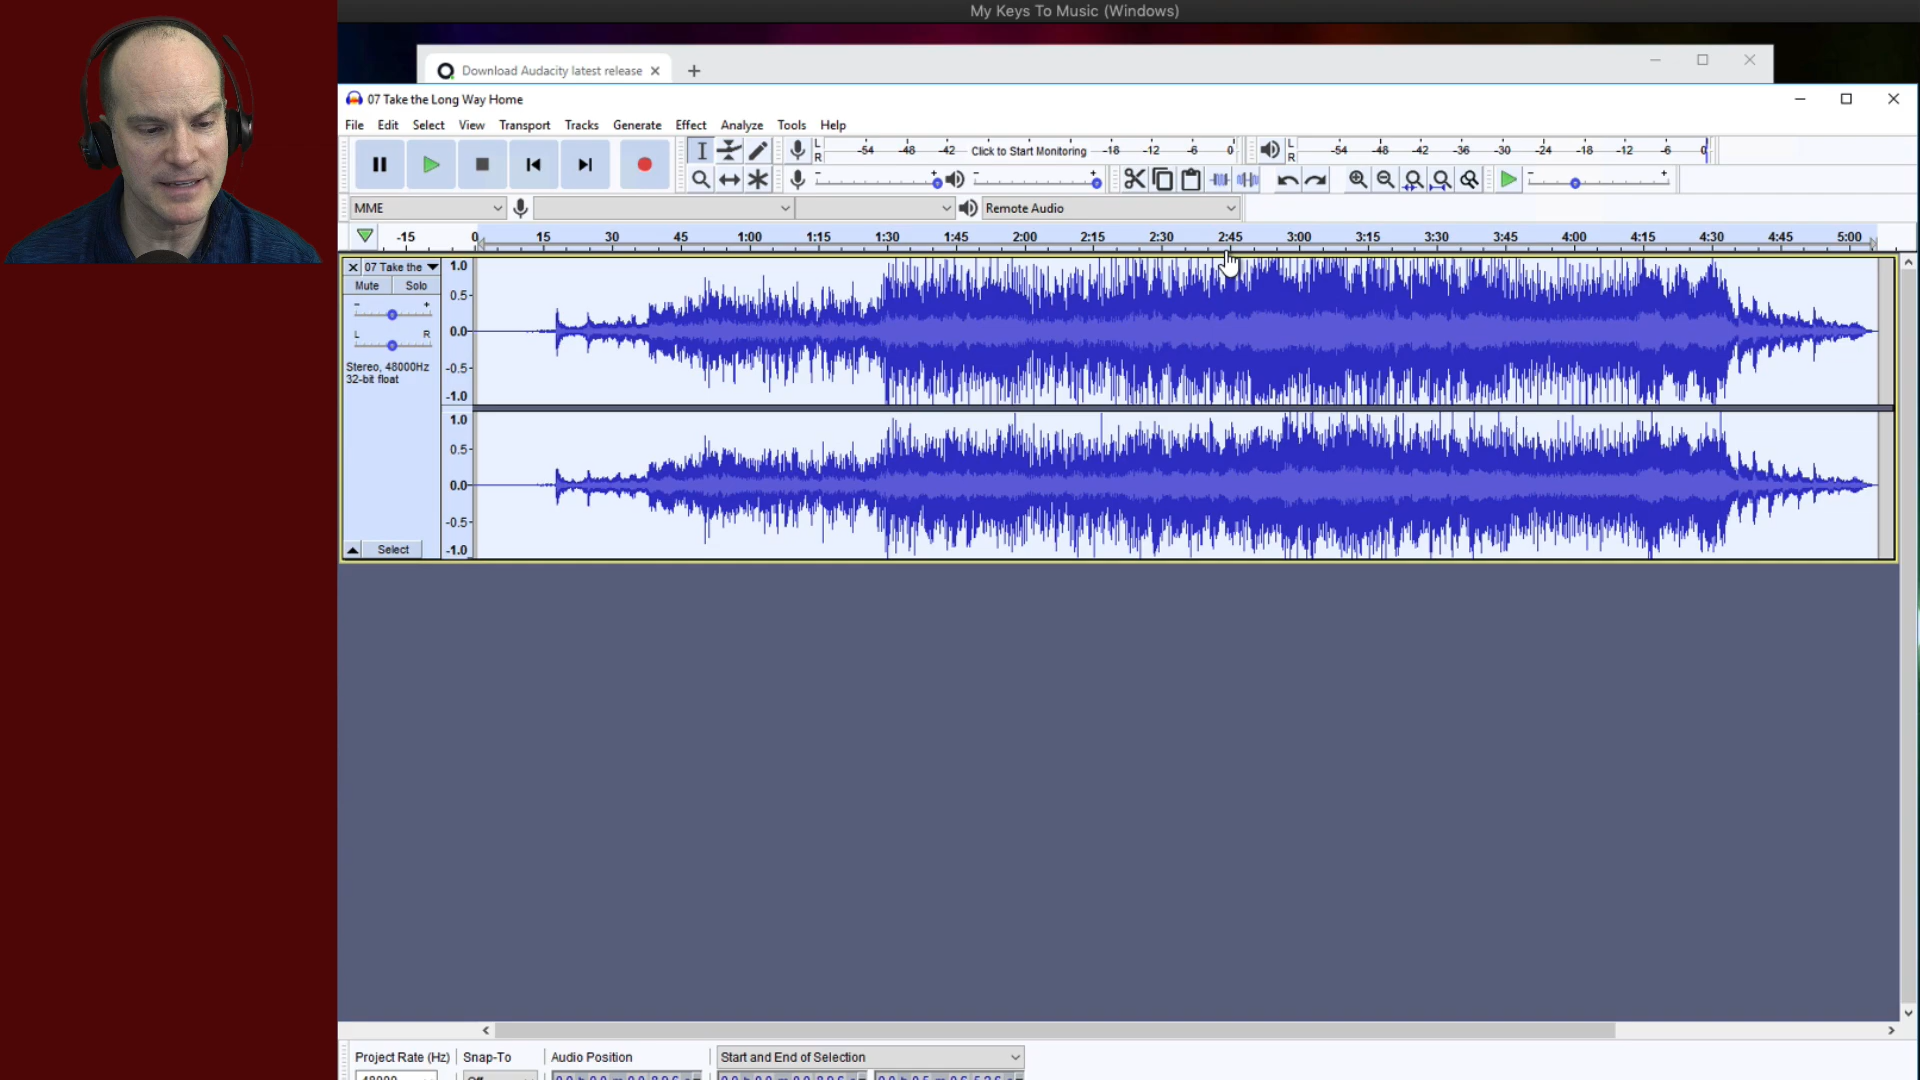 My Keys To Music (Windows)
Download Audacity latest release
07 Take the Long Way Home
File Edit Select View Transport Tracks Generate Effect Analyze Tools Help
L R -54 -48 -42 Click to Start Monitoring -18 -12 -6 0 L R -54 -48 -42 -36 -30 -24 -18 -12 -6 0
MME Remote Audio
-15 0 15 30 45 1:00 1:15 1:30 1:45 2:00 2:15 2:30 2:45 3:00 3:15 3:30 3:45 4:00 4:15 4:30 4:45 5:00
07 Take the 1.0
Mute Solo
0.5
L R 0.0
Stereo, 48000Hz -0.5
32-bit float
-1.0
1.0
0.5
0.0
-0.5
Select -1.0
Project Rate (Hz) Snap-To Audio Position Start and End of Selection